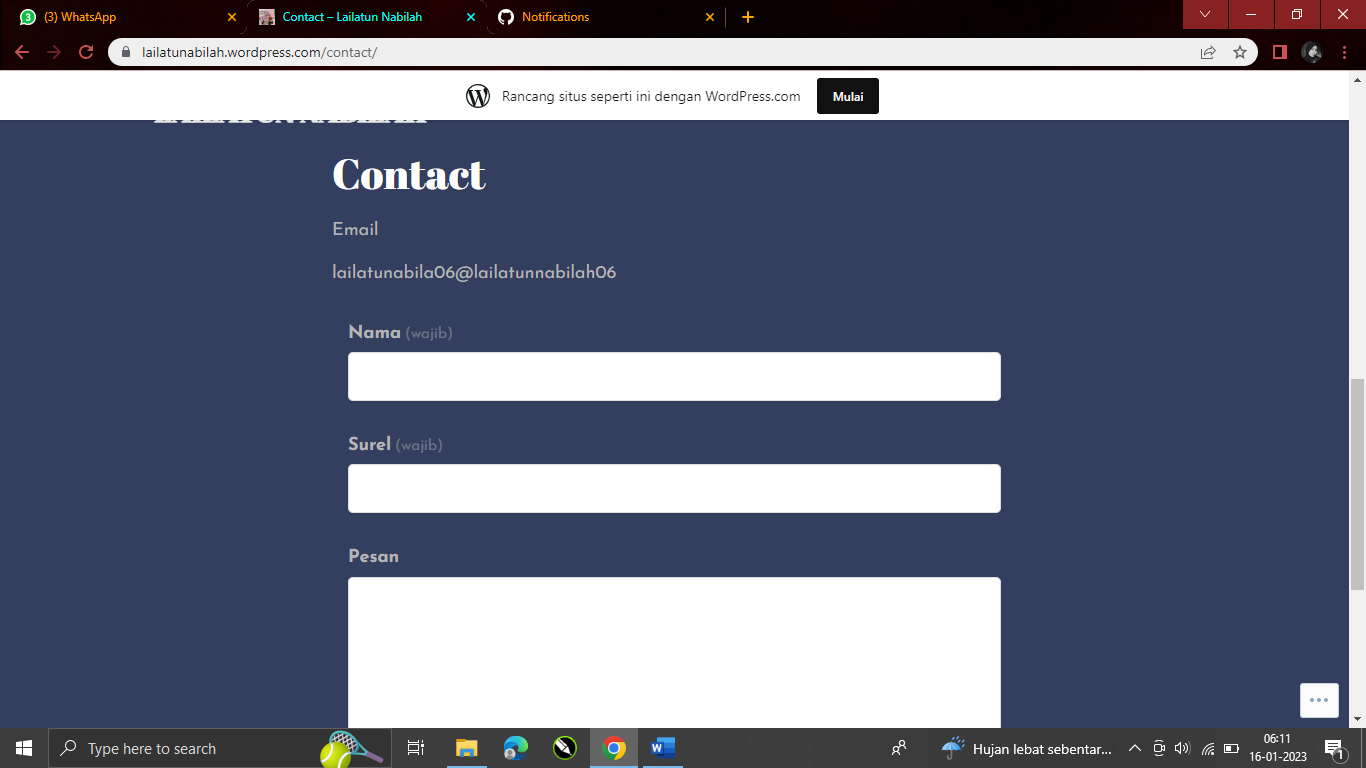 (3) WhatsApp
Contact – Lailatun Nabilah
Notifications
lailatunabilah.wordpress.com/contact/
Rancang situs seperti ini dengan WordPress.com
Mulai
Contact
Email
lailatunabila06@lailatunnabilah06
Nama (wajib)
Surel (wajib)
Pesan
Type here to search
Hujan lebat sebentar...
06:11
16-01-2023
1